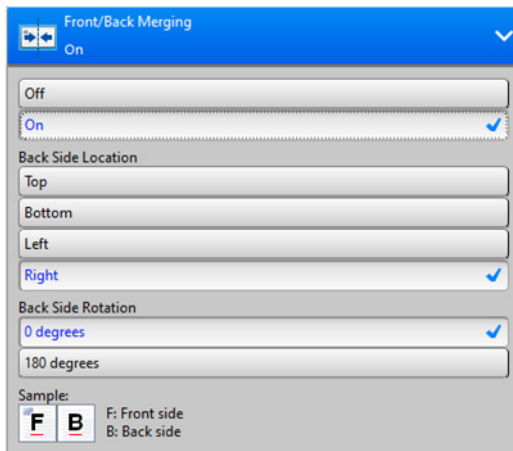 Front/Back Merging
On
Off
On
Back Side Location
Top
Bottom
Left
Right
Back Side Rotation
0 degrees
180 degrees
Sample:
F B F: Front side
B: Back side